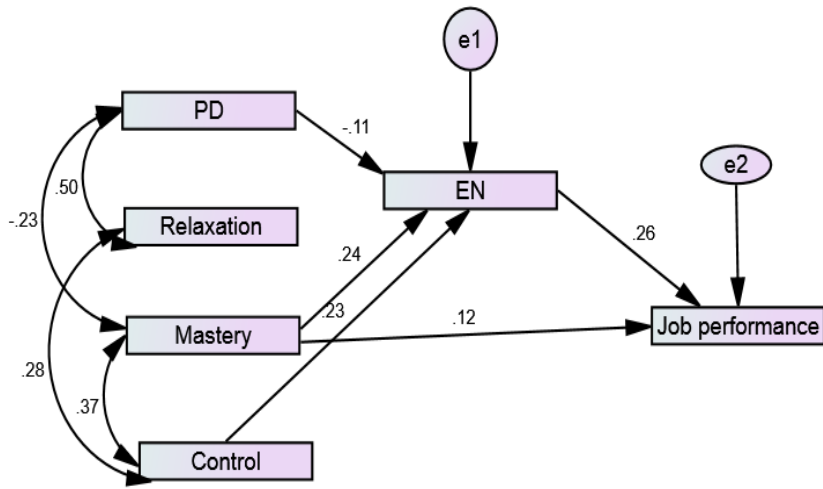 e1
PD
-.11
e2
.50
EN
Relaxation
-.23
.24
.26
.23
Mastery
.12
Job performance
.28
.37
Control